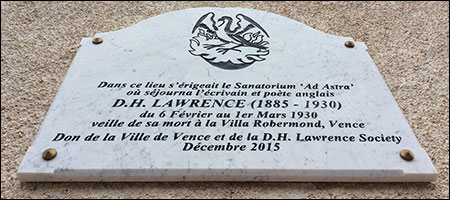 Dans ce lieu s'érigeait le Sanatorium 'Ad Astra'
où séjourna l'écrivain et poète anglais
D.H. LAWRENCE (1885 - 1930)
du 6 Février au 1er Mars 1930
veille de sa mort à la Villa Robermond, Vence
Don de la Ville de Vence et de la D.H. Lawrence Society
Décembre 2015